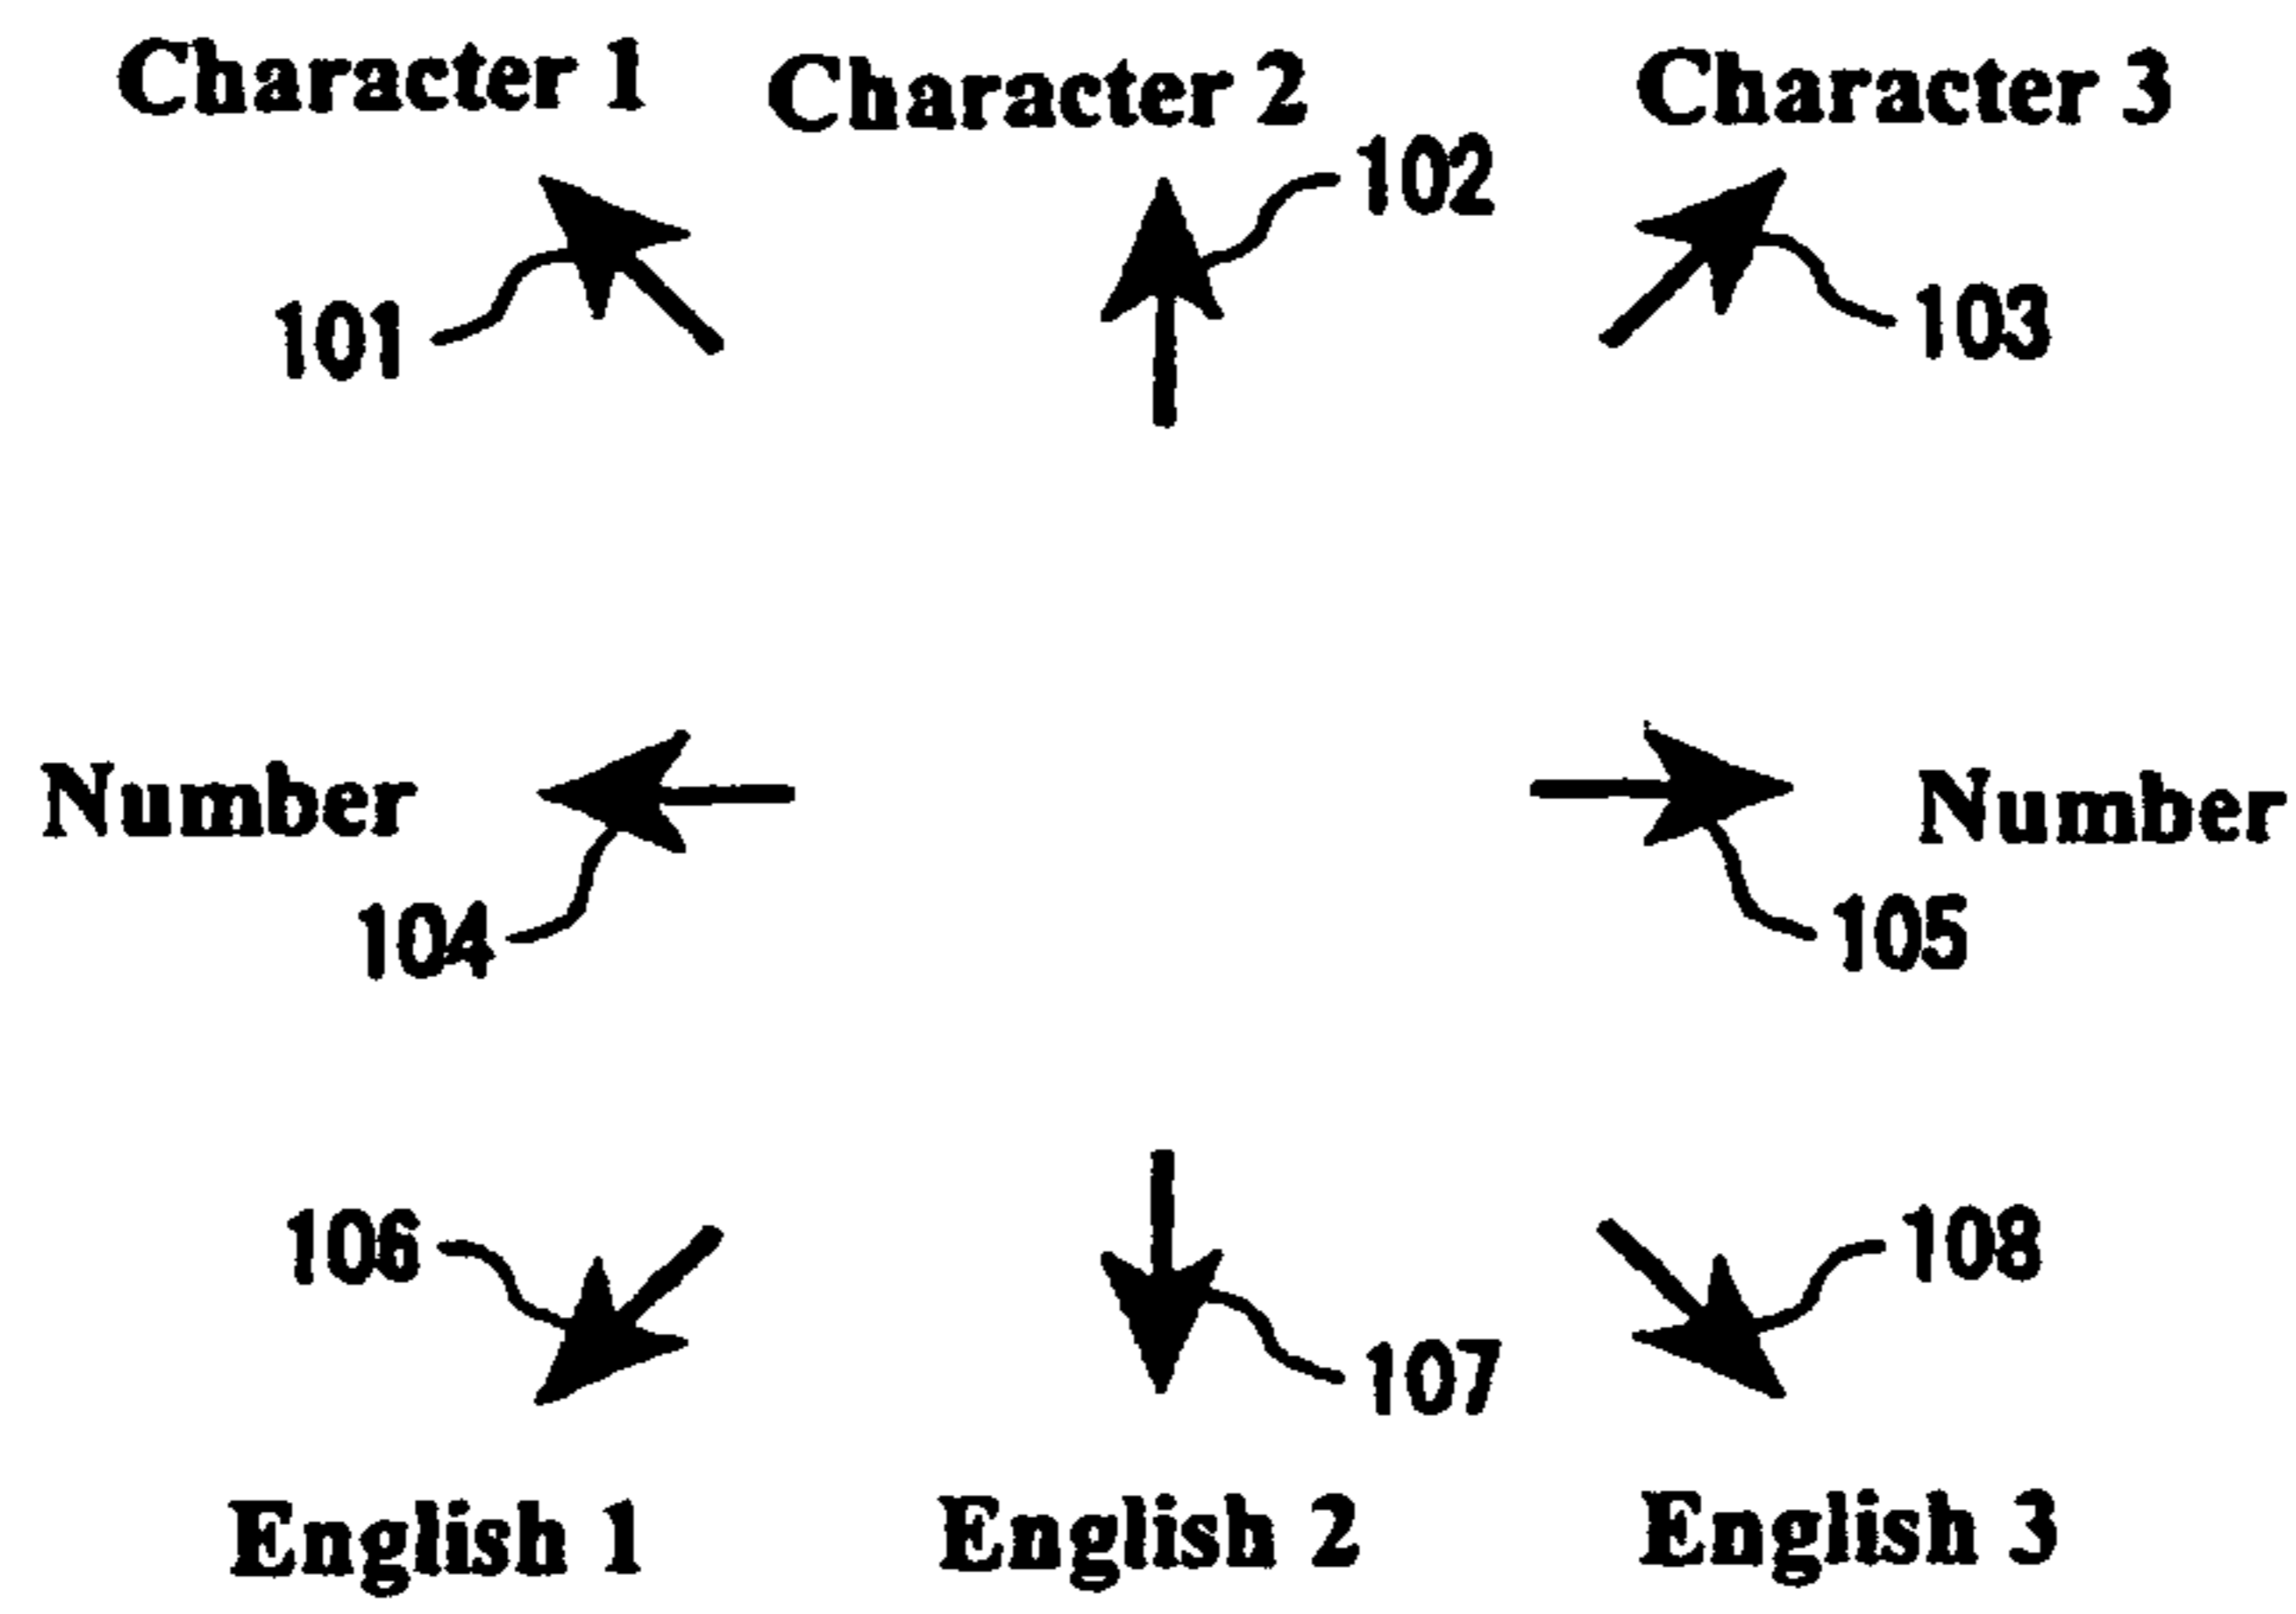 Character 1 Character 2 Character 3
102
101 103
Number Number
104 105
106 108
107
English 1 English 2 English 3